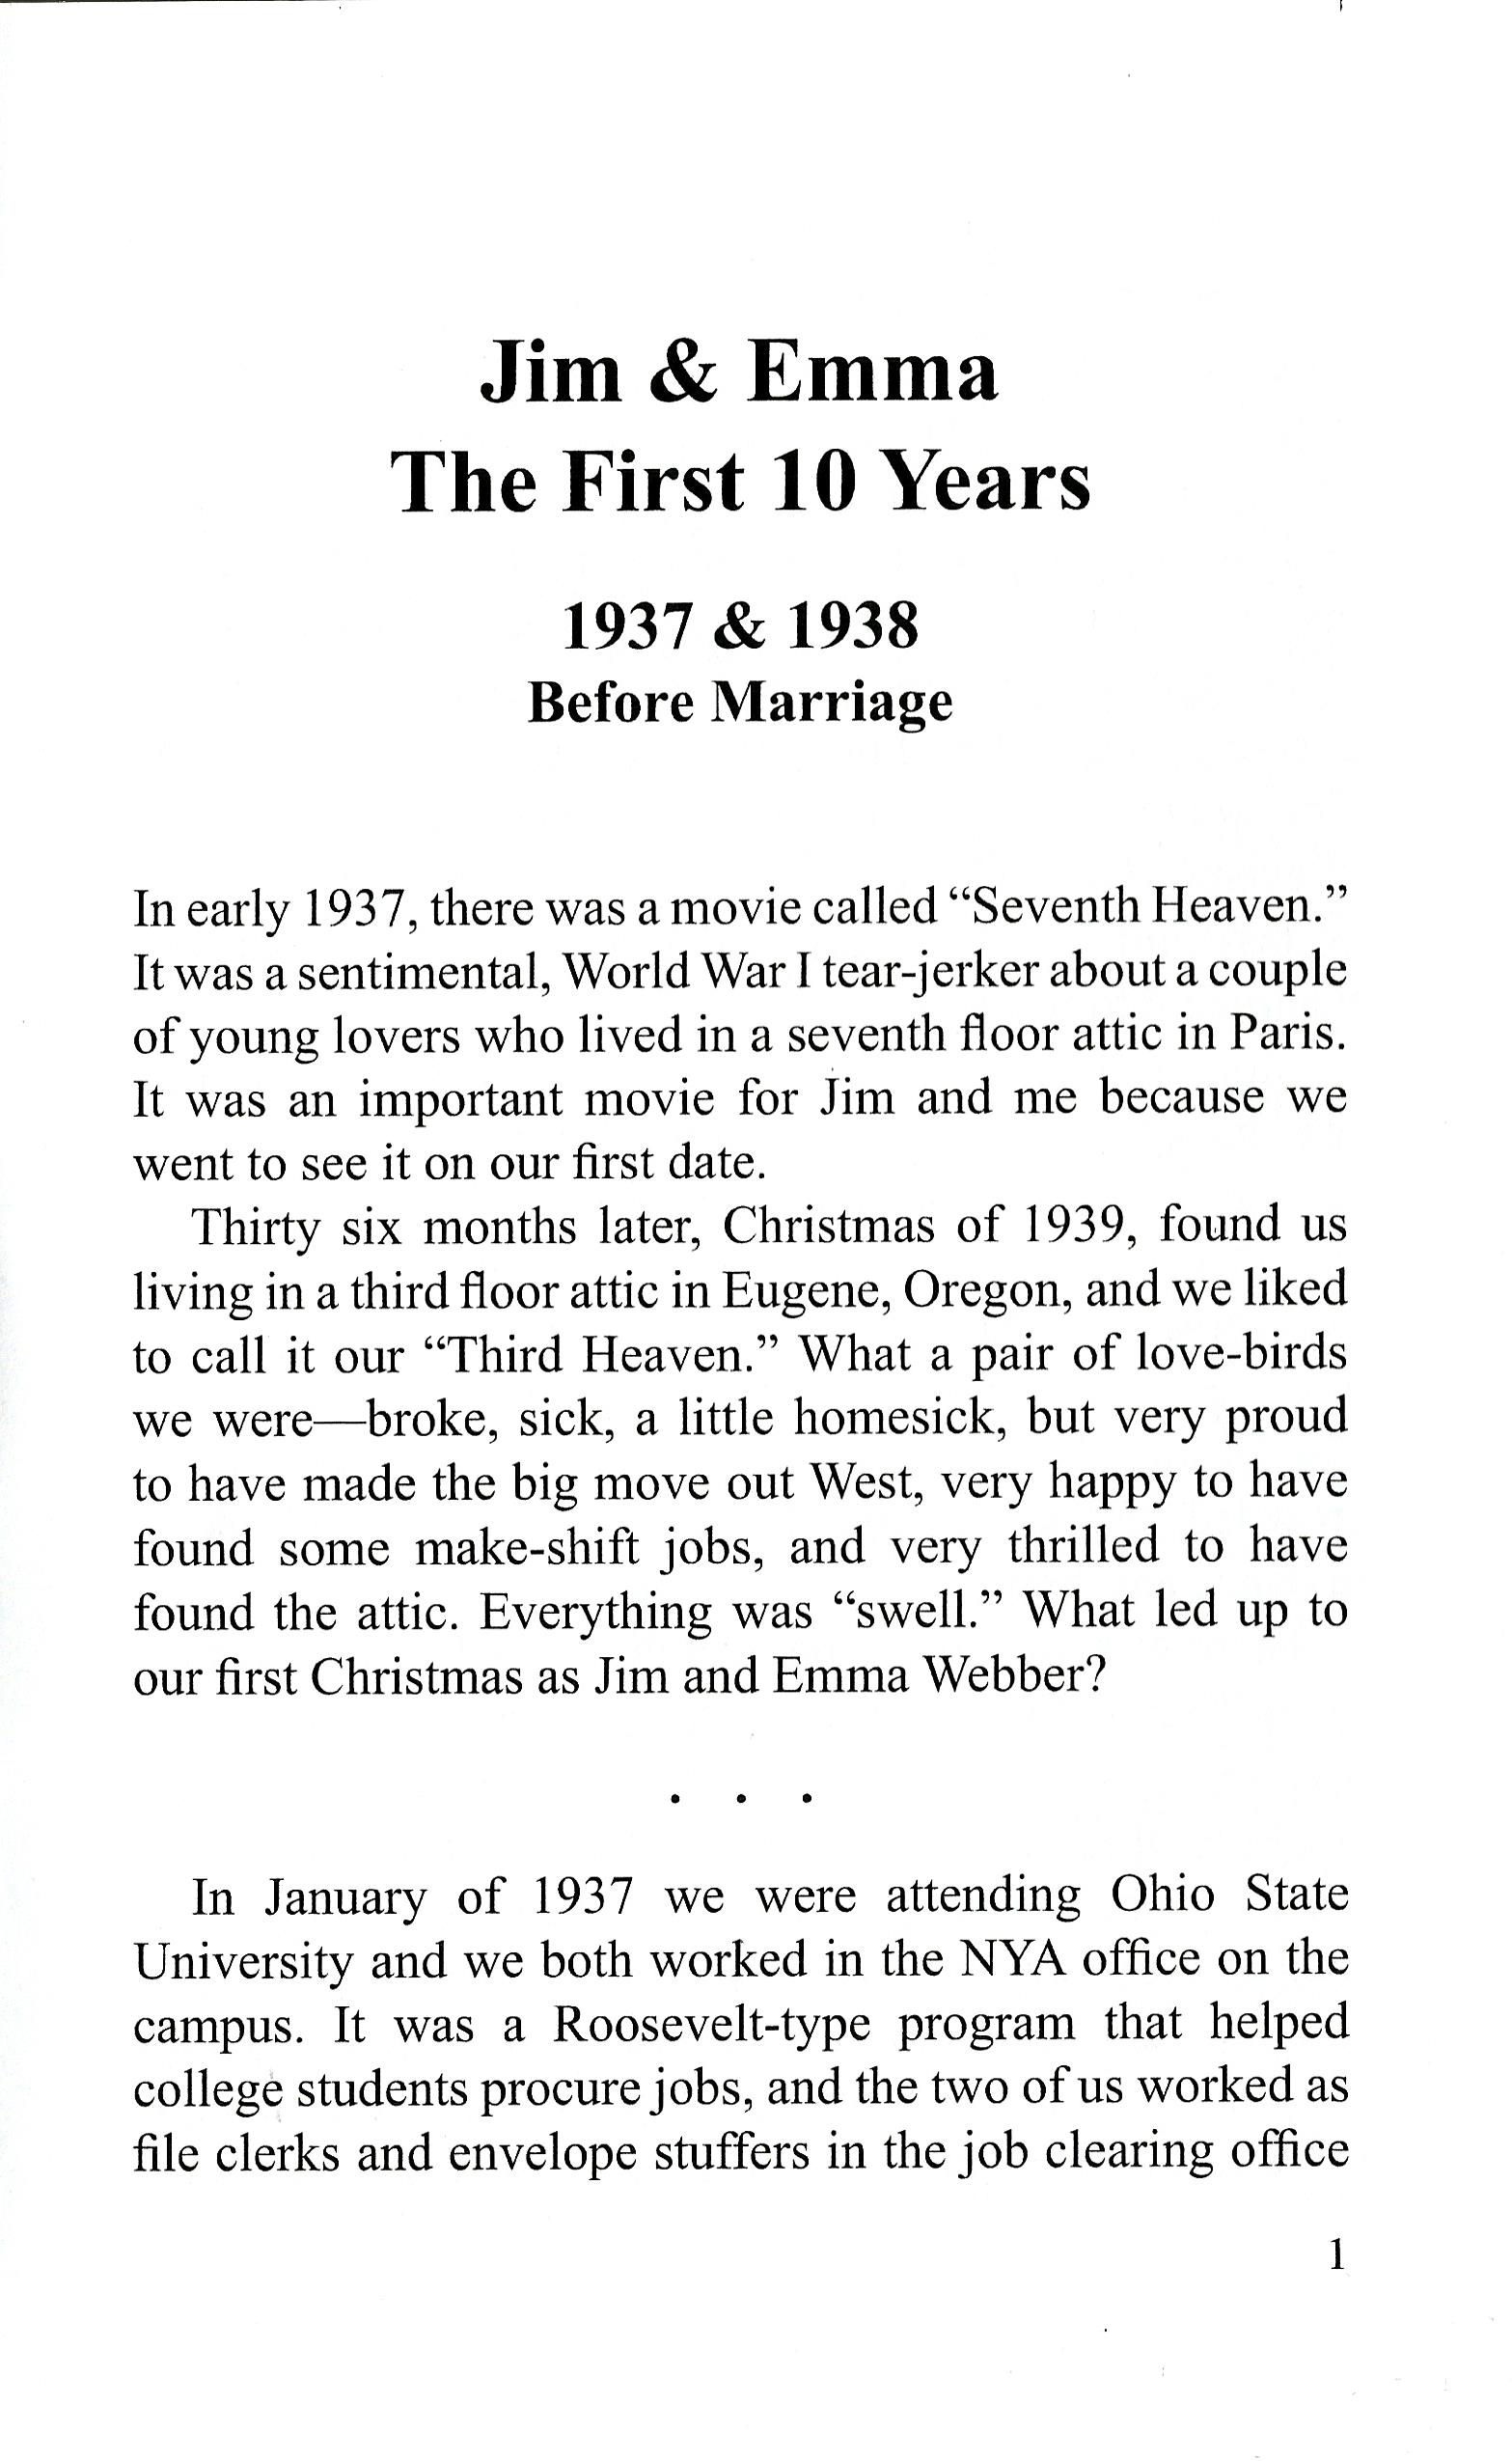 Jim & Emma
The First 10 Years
1937 & 1938
Before Marriage
In early 1937, there was a movie called “Seventh Heaven.”
It was a sentimental, World War I tear-jerker about a couple
of young lovers who lived in a seventh floor attic in Paris.
It was an important movie for Jim and me because we
went to see it on our first date.
Thirty six months later, Christmas of 1939, found us
living in a third floor attic in Eugene, Oregon, and we liked
to call it our “Third Heaven.” What a pair of love-birds
we were—broke, sick, a little homesick, but very proud
to have made the big move out West, very happy to have
found some make-shift jobs, and very thrilled to have
found the attic. Everything was “swell.” What led up to
our first Christmas as Jim and Emma Webber?
. . .
In January of 1937 we were attending Ohio State
University and we both worked in the NYA office on the
campus. It was a Roosevelt-type program that helped
college students procure jobs, and the two of us worked as
file clerks and envelope stuffers in the job clearing office
1